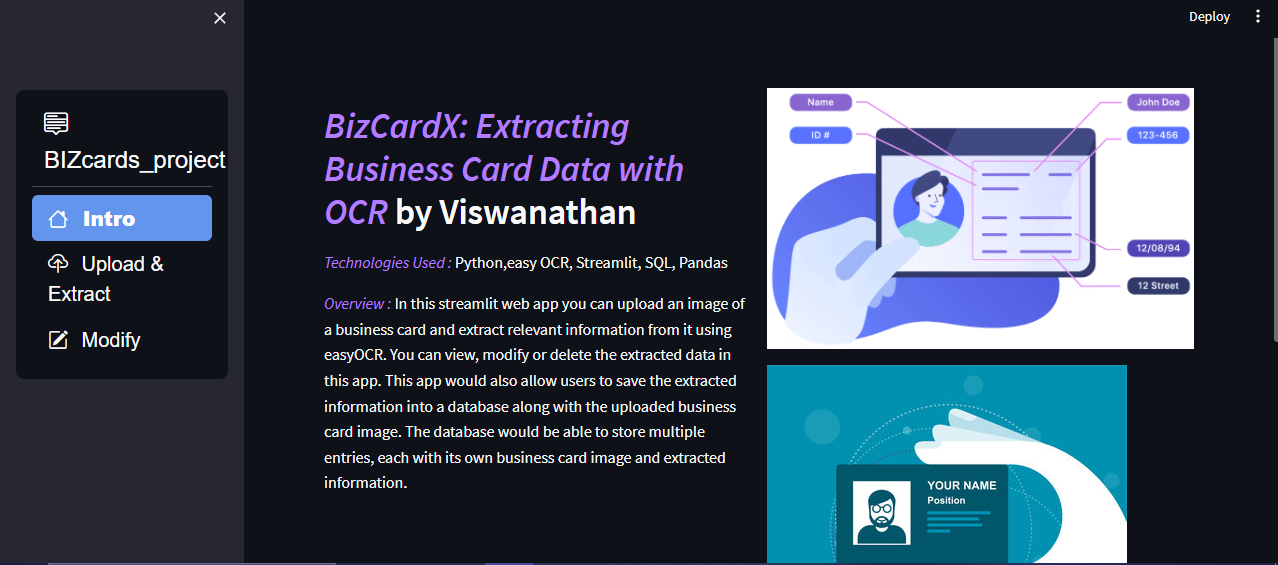 Deploy
BIZcards_project
Intro
Upload &
Extract
Modify
BizCardX: Extracting
Business Card Data with
OCR by Viswanathan
Technologies Used : Python,easy OCR, Streamlit, SQL, Pandas
Overview : In this streamlit web app you can upload an image of
a business card and extract relevant information from it using
easyOCR. You can view, modify or delete the extracted data in
this app. This app would also allow users to save the extracted
information into a database along with the uploaded business
card image. The database would be able to store multiple
entries, each with its own business card image and extracted
information.
Name
John Doe
ID #
123-456
12/08/94
12 Street
YOUR NAME
Position